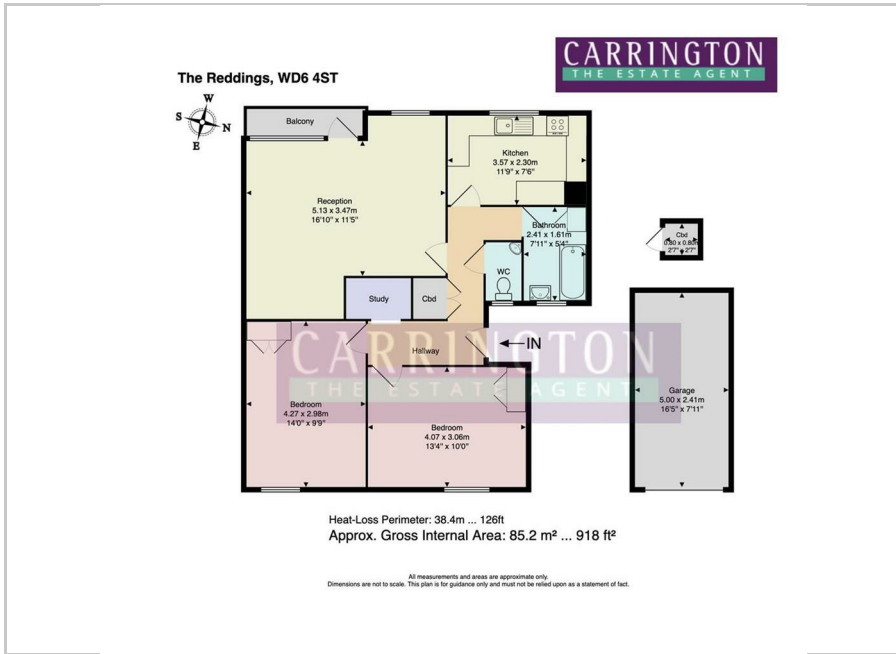 CARRINGTON
THE ESTATE AGENT
The Reddings, WD6 4ST
W
S
N
E
Balcony
Kitchen
3.57 x 2.30m
11'9" x 7'6"
Reception
5.13 x 3.47m
16'10" x 11'5"
Bathroom
2.41 x 1.61m
7'11" x 5'4"
Cbd
0.80 x 0.80m
2'7" x 2'7"
WC
Study
Cbd
IN
Hallway
CARRINGTON
THE ESTATE AGENT
Bedroom
4.27 x 2.98m
14'0" x 9'9"
Bedroom
4.07 x 3.06m
13'4" x 10'0"
Garage
5.00 x 2.41m
16'5" x 7'11"
Heat-Loss Perimeter: 38.4m ... 126ft
Approx. Gross Internal Area: 85.2 m² ... 918 ft²
All measurements and areas are approximate only.
Dimensions are not to scale. This plan is for guidance only and must not be relied upon as a statement of fact.